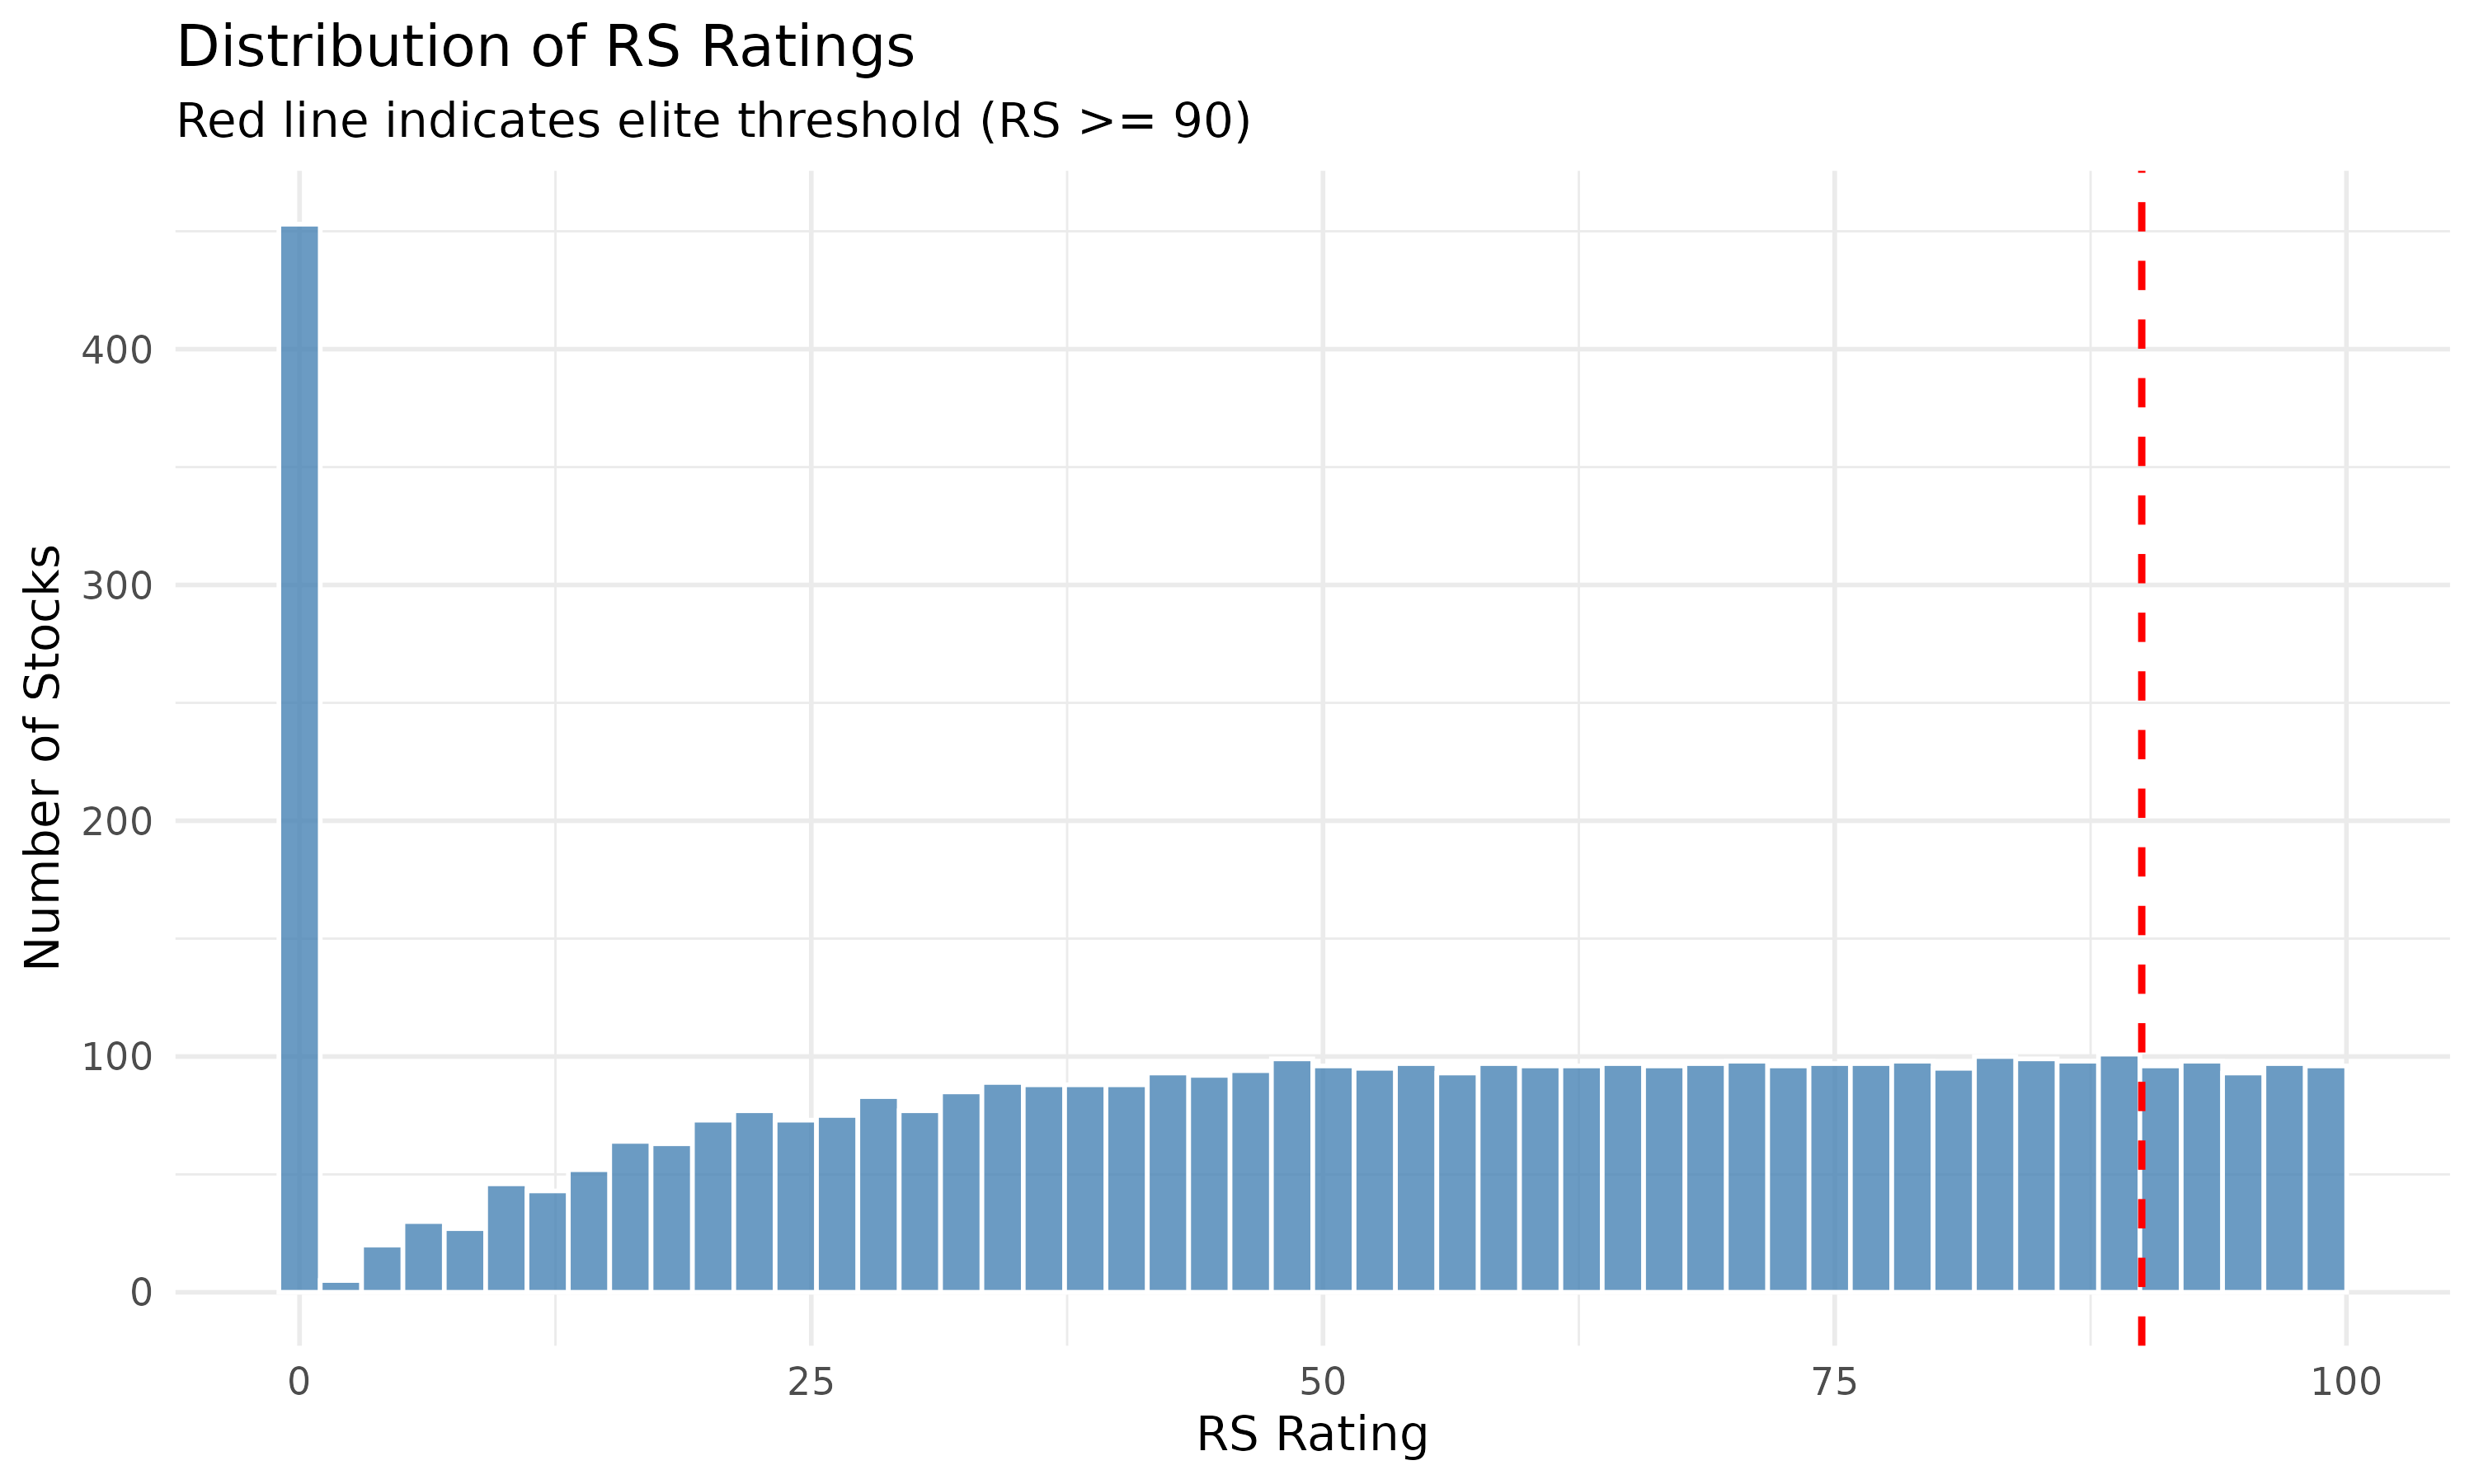 Distribution of RS Ratings
Red line indicates elite threshold (RS >= 90)
Number of Stocks
400
300
200
100
0
0 25 50 75 100
RS Rating